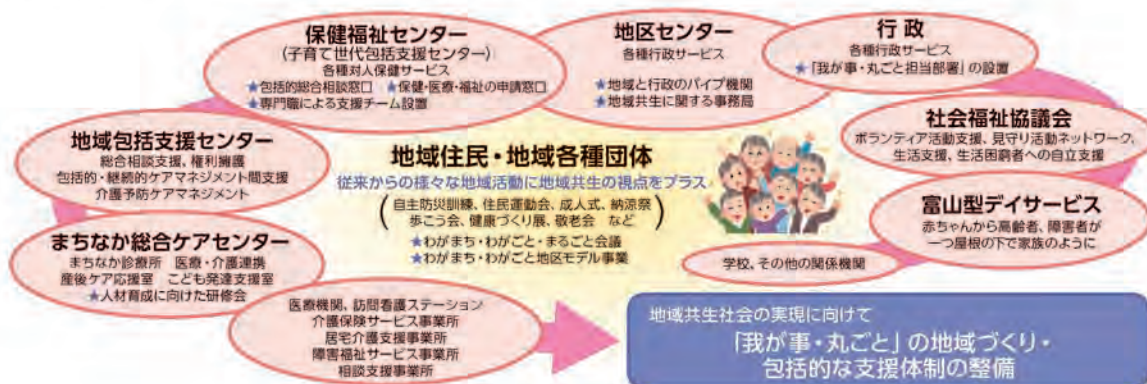 保健福祉センター
(子育て世代包括支援センター)
各種対人保健サービス
★包括的総合相談窓口 ★保健・医療・福祉の申請窓口
★専門職による支援チーム設置
地区センター
各種行政サービス
★地域と行政のパイプ機関
★地域共生に関する事務局
行 政
各種行政サービス
★「我が事・丸ごと担当部署」の設置
社会福祉協議会
ボランティア活動支援、見守り活動ネットワーク、
生活支援、生活困窮者への自立支援
富山型デイサービス
赤ちゃんから高齢者、障害者が
一つ屋根の下で家族のように
学校、その他の関係機関
地域包括支援センター
総合相談支援、権利擁護
包括的・継続的ケアマネジメント間支援
介護予防ケアマネジメント
まちなか総合ケアセンター
まちなか診療所 医療・介護連携
産後ケア応援室 こども発達支援室
★人材育成に向けた研修会
医療機関、訪問看護ステーション
介護保険サービス事業所
居宅介護支援事業所
障害福祉サービス事業所
相談支援事業所
地域住民・地域各種団体
従来からの様々な地域活動に地域共生の視点をプラス
(自主防災訓練、住民運動会、成人式、納涼祭
歩こう会、健康づくり展、敬老会 など)
★わがまち・わがごと・まるごと会議
★わがまち・わがごと地区モデル事業
地域共生社会の実現に向けて
「我が事・丸ごと」の地域づくり・
包括的な支援体制の整備